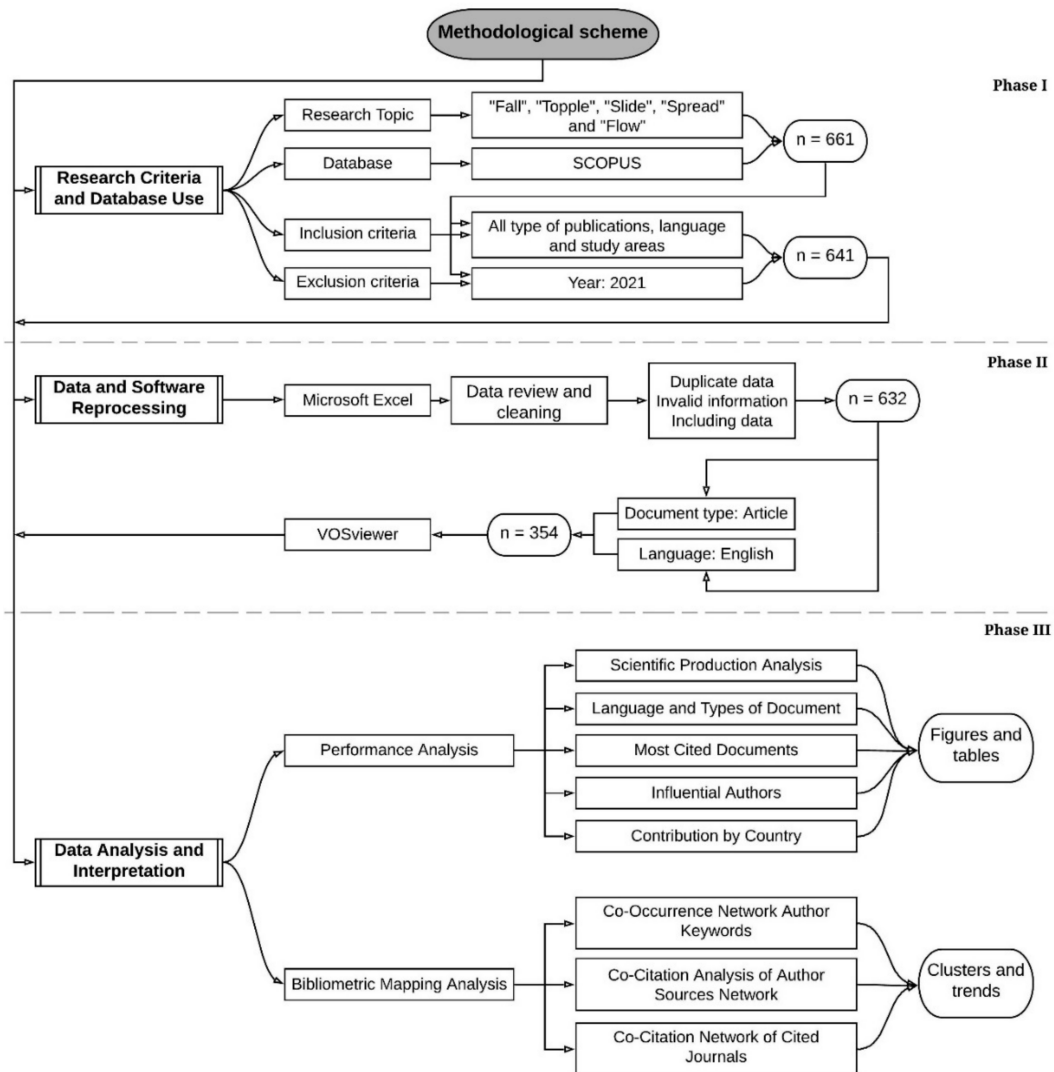 Methodological scheme
Phase I
Research Topic
"Fall", "Topple", "Slide", "Spread"
and "Flow"
n = 661
Database
SCOPUS
Research Criteria
and Database Use
Inclusion criteria
All type of publications, language
and study areas
n = 641
Exclusion criteria
Year: 2021
Phase II
Data and Software
Reprocessing
Microsoft Excel
Data review and
cleaning
Duplicate data
Invalid information
Including data
n = 632
Document type: Article
VOSviewer
n = 354
Language: English
Phase III
Scientific Production Analysis
Language and Types of Document
Performance Analysis
Most Cited Documents
Figures and
tables
Influential Authors
Contribution by Country
Data Analysis and
Interpretation
Co-Occurrence Network Author
Keywords
Bibliometric Mapping Analysis
Co-Citation Analysis of Author
Sources Network
Clusters and
trends
Co-Citation Network of Cited
Journals